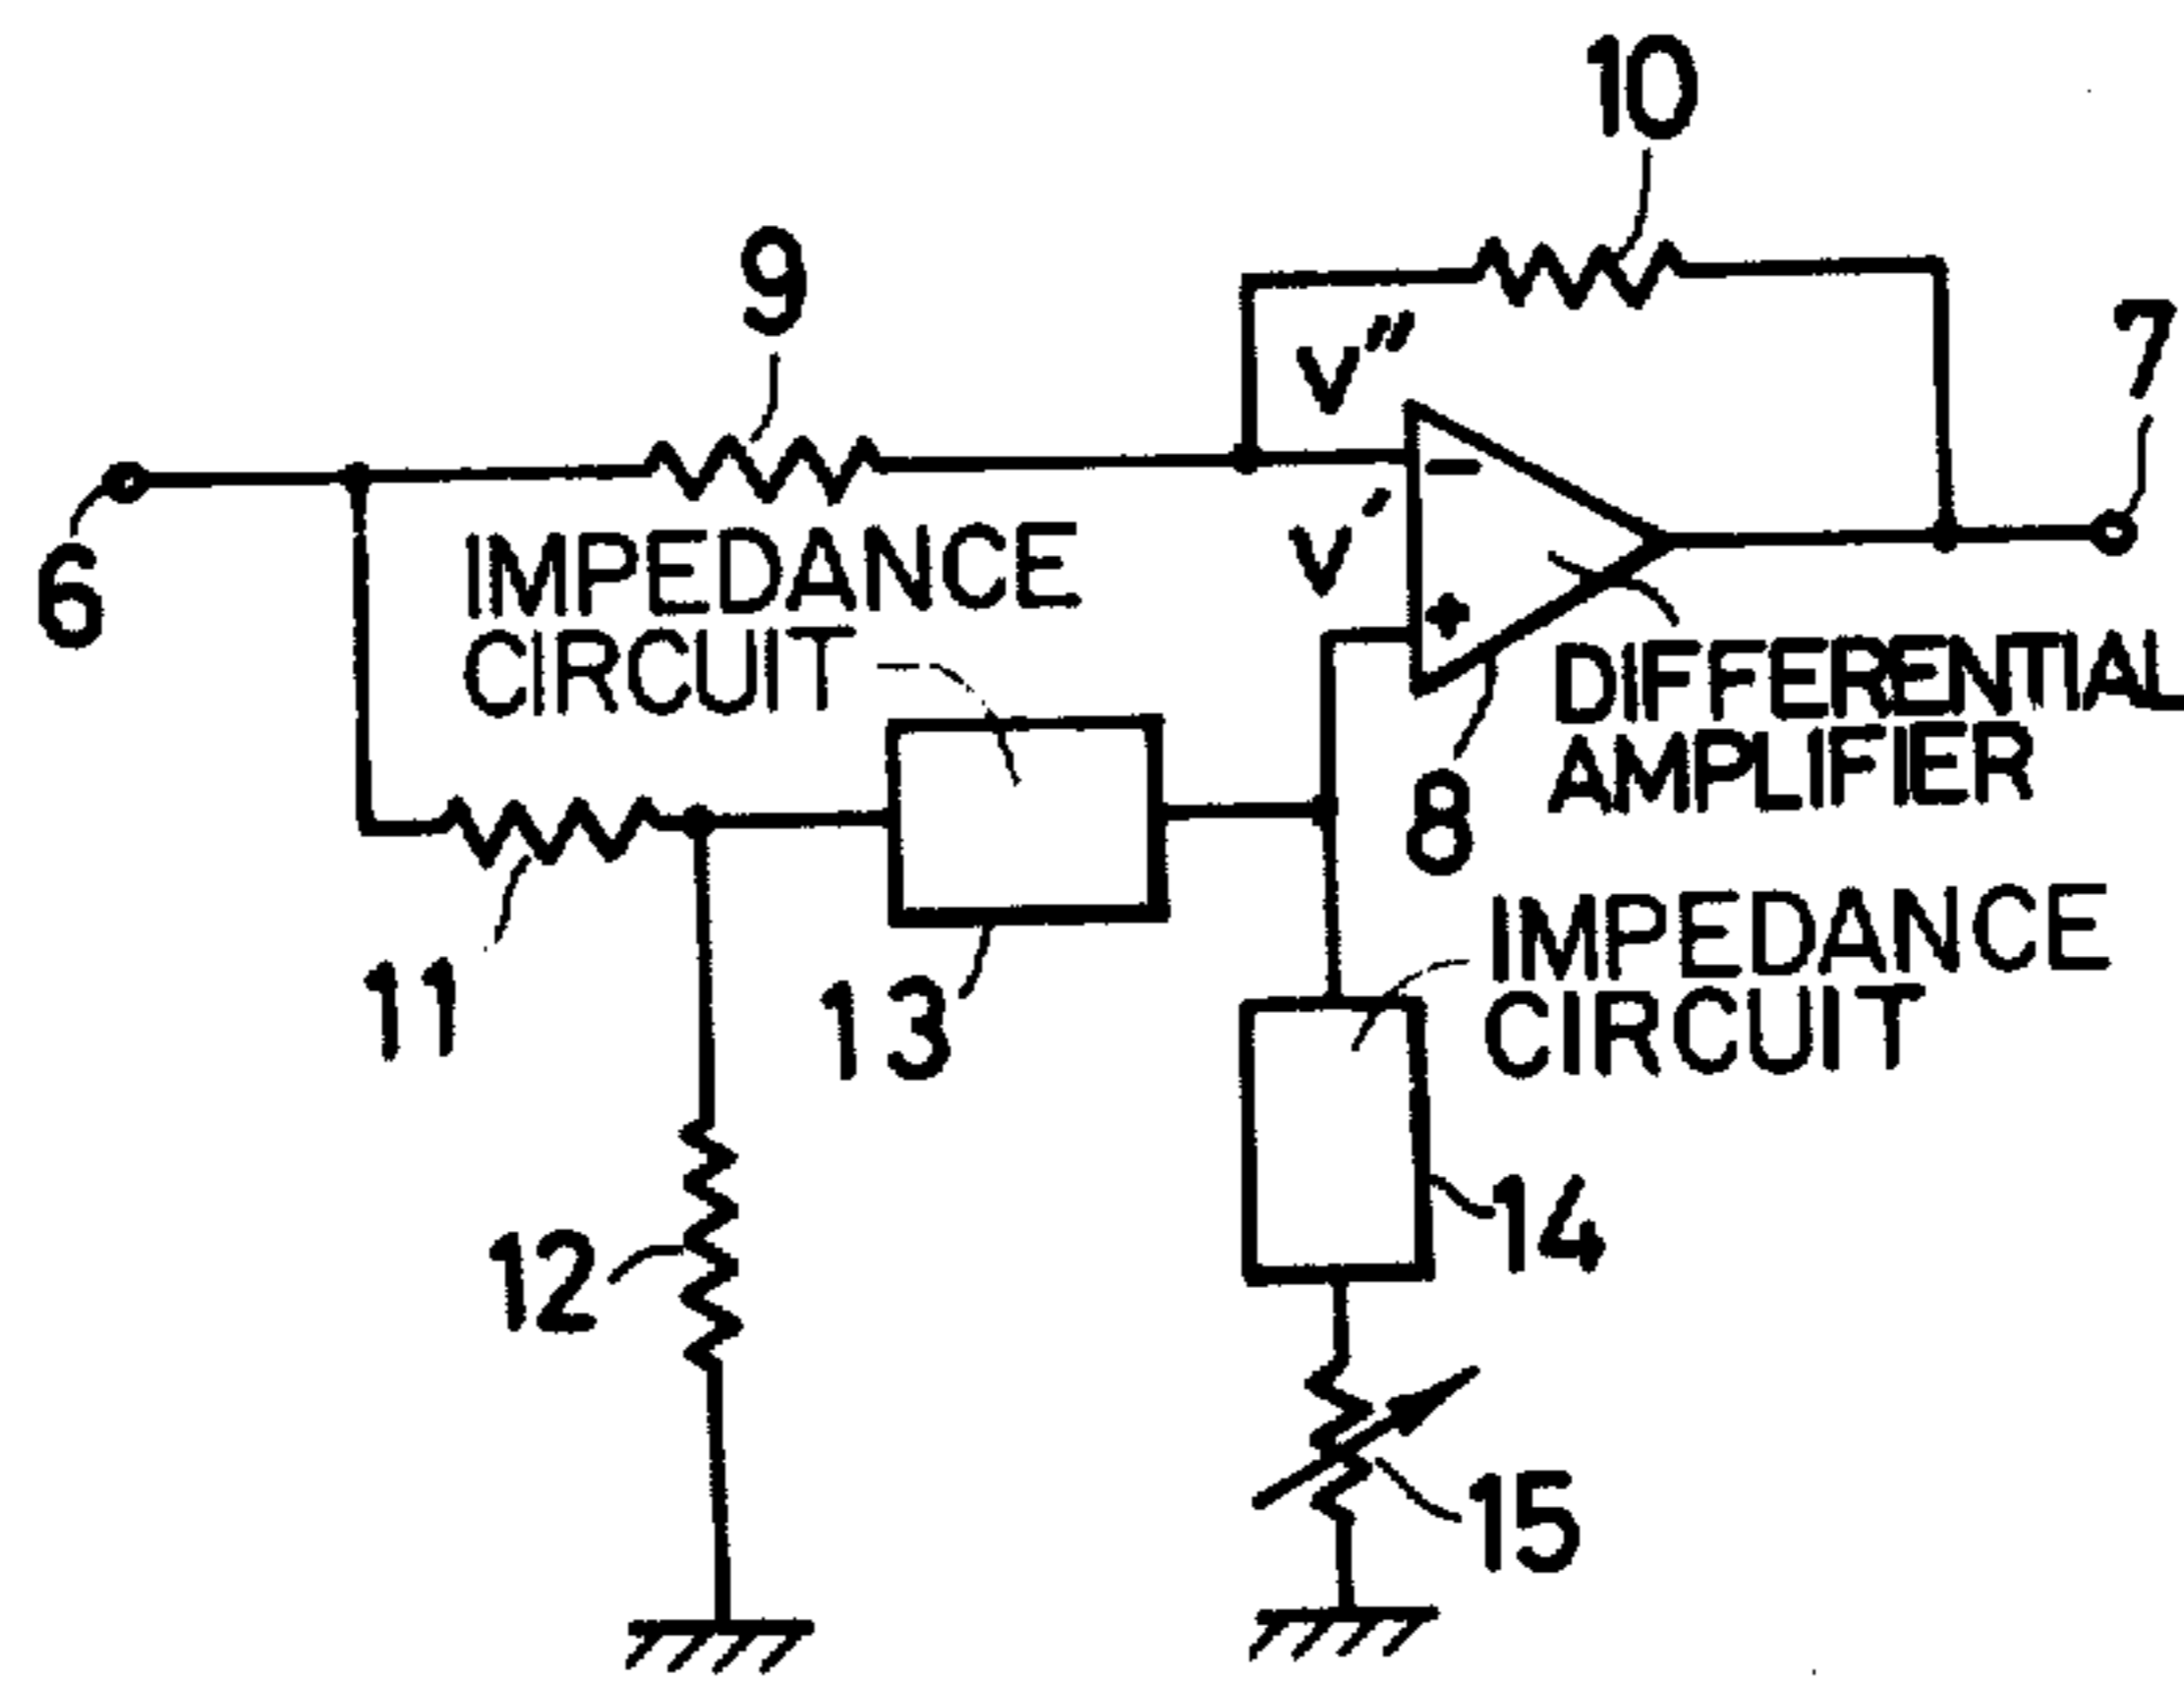 10
9
7
v"
6
IMPEDANCE
CIRCUIT
v'
−
+
DIFFERENTIAL
AMPLIFIER
8
11
13
IMPEDANCE
CIRCUIT
12
14
15